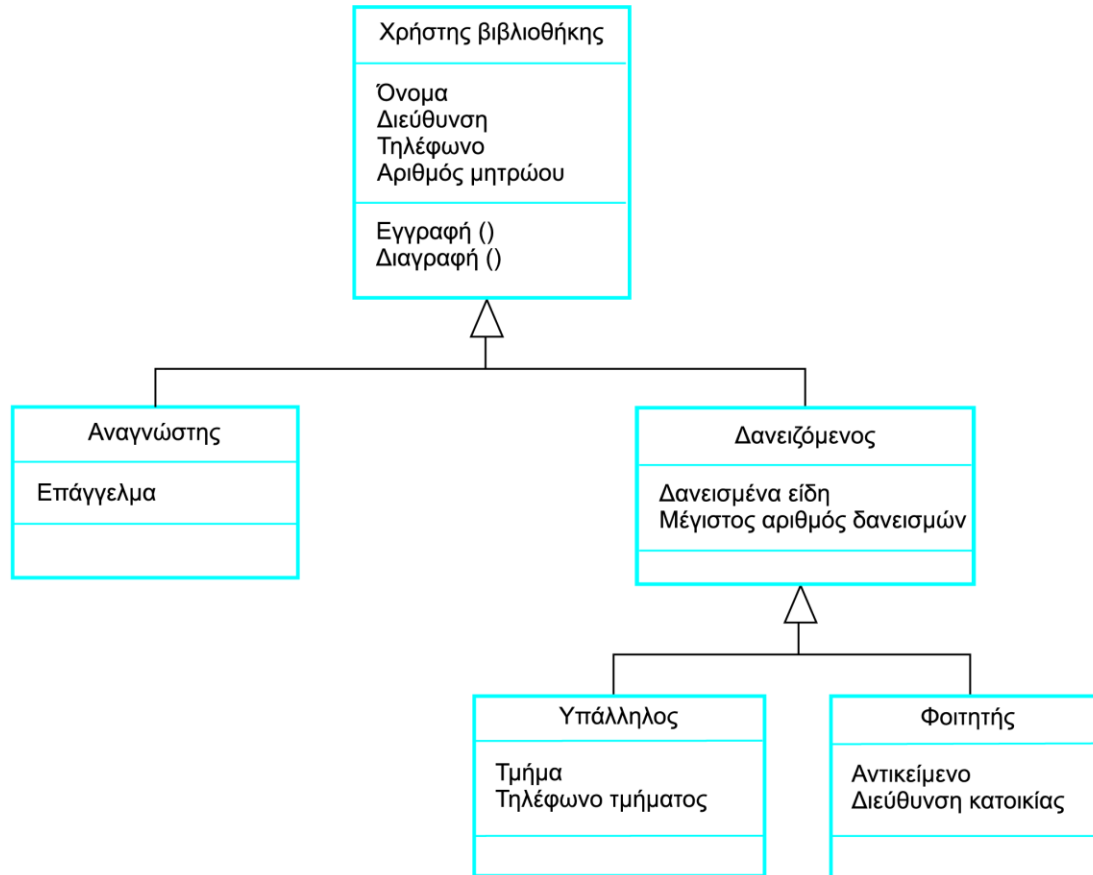 Χρήστης βιβλιοθήκης
Όνομα
Διεύθυνση
Τηλέφωνο
Αριθμός μητρώου
Εγγραφή ()
Διαγραφή ()
Αναγνώστης
Επάγγελμα
Δανειζόμενος
Δανεισμένα είδη
Μέγιστος αριθμός δανεισμών
Υπάλληλος
Τμήμα
Τηλέφωνο τμήματος
Φοιτητής
Αντικείμενο
Διεύθυνση κατοικίας